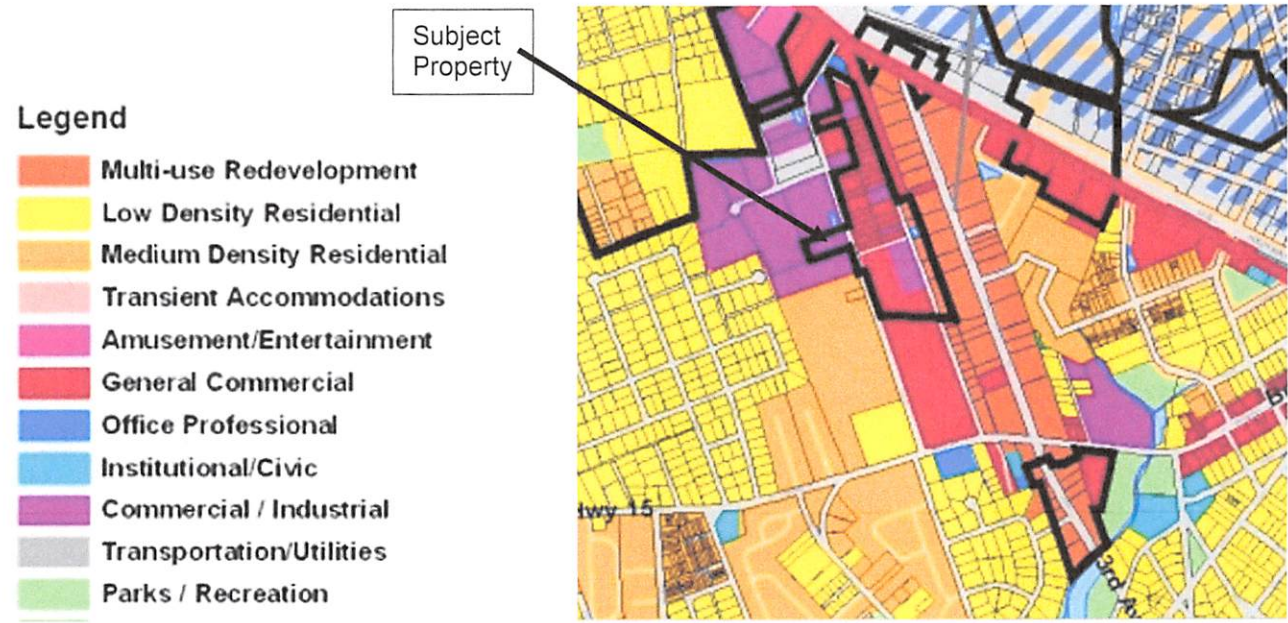 Subject
Property
Legend
Multi-use Redevelopment
Low Density Residential
Medium Density Residential
Transient Accommodations
Amusement/Entertainment
General Commercial
Office Professional
Institutional/Civic
Commercial / Industrial
Transportation/Utilities
Parks / Recreation
Hwy 15
3rd